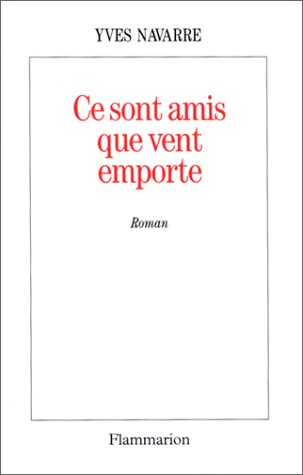 YVES NAVARRE
Ce sont amis
que vent
emporte
Roman
Flammarion